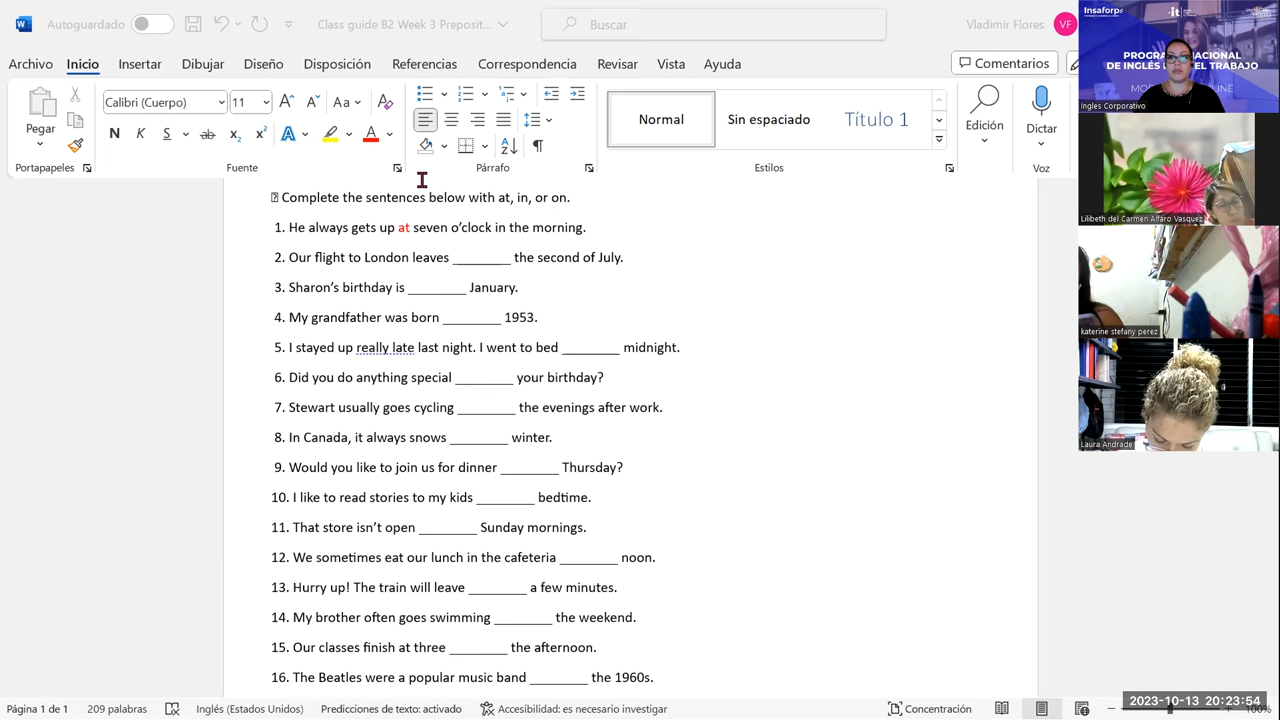 Autoguardado
Class guide B2 Week 3 Preposit...
Buscar
Vladimir Flores
VF
Archivo
Inicio
Insertar
Dibujar
Diseño
Disposición
Referencias
Correspondencia
Revisar
Vista
Ayuda
Comentarios
Pegar
Calibri (Cuerpo)
11
Aa
N K S ab x₂ x² A A
Normal
Sin espaciado
Título 1
Edición
Dictar
Portapapeles
Fuente
Párrafo
Estilos
Voz
Complete the sentences below with at, in, or on.
1. He always gets up at seven o’clock in the morning.
2. Our flight to London leaves ________ the second of July.
3. Sharon’s birthday is ________ January.
4. My grandfather was born ________ 1953.
5. I stayed up really late last night. I went to bed ________ midnight.
6. Did you do anything special ________ your birthday?
7. Stewart usually goes cycling ________ the evenings after work.
8. In Canada, it always snows ________ winter.
9. Would you like to join us for dinner ________ Thursday?
10. I like to read stories to my kids ________ bedtime.
11. That store isn’t open ________ Sunday mornings.
12. We sometimes eat our lunch in the cafeteria ________ noon.
13. Hurry up! The train will leave ________ a few minutes.
14. My brother often goes swimming ________ the weekend.
15. Our classes finish at three ________ the afternoon.
16. The Beatles were a popular music band ________ the 1960s.
Insaforp
Ingles Corporativo
Lilibeth del Carmen Alfaro Vasquez
katerine stefany perez
Laura Andrade
Página 1 de 1
209 palabras
Inglés (Estados Unidos)
Predicciones de texto: activado
Accesibilidad: es necesario investigar
Concentración
2023-10-13 20:23:54
100%